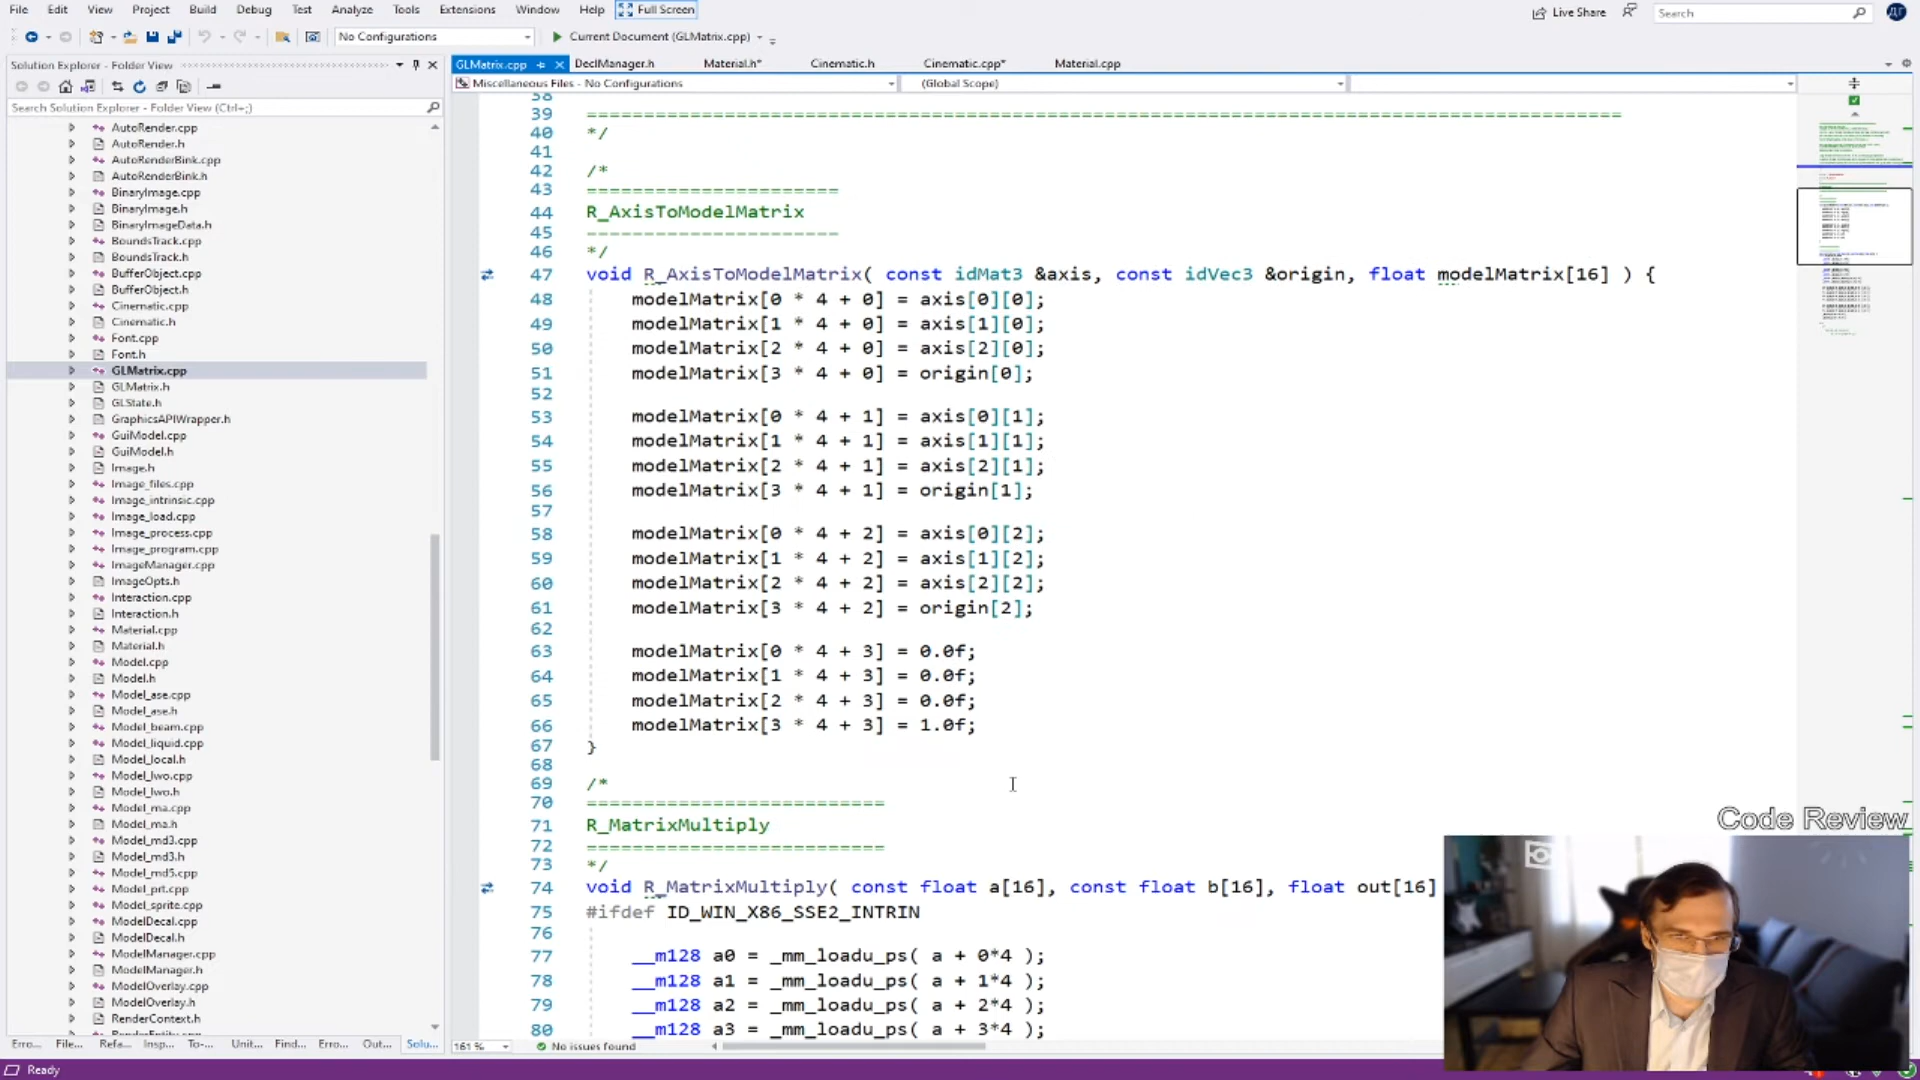 File Edit View Project Build Debug Test Analyze Tools Extensions Window Help Full Screen Live Share Search ДГ
No Configurations Current Document (GLMatrix.cpp)
Solution Explorer - Folder View
Search Solution Explorer - Folder View (Ctrl+;)
AutoRender.cpp
AutoRender.h
AutoRenderBink.cpp
AutoRenderBink.h
BinaryImage.cpp
BinaryImage.h
BinaryImageData.h
BoundsTrack.cpp
BoundsTrack.h
BufferObject.cpp
BufferObject.h
Cinematic.cpp
Cinematic.h
Font.cpp
Font.h
GLMatrix.cpp
GLMatrix.h
GLState.h
GraphicsAPIWrapper.h
GuiModel.cpp
GuiModel.h
Image.h
Image_files.cpp
Image_intrinsic.cpp
Image_load.cpp
Image_process.cpp
Image_program.cpp
ImageManager.cpp
ImageOpts.h
Interaction.cpp
Interaction.h
Material.cpp
Material.h
Model.cpp
Model.h
Model_ase.cpp
Model_ase.h
Model_beam.cpp
Model_liquid.cpp
Model_local.h
Model_lwo.cpp
Model_lwo.h
Model_ma.cpp
Model_ma.h
Model_md3.cpp
Model_md3.h
Model_md5.cpp
Model_prt.cpp
Model_sprite.cpp
ModelDecal.cpp
ModelDecal.h
ModelManager.cpp
ModelManager.h
ModelOverlay.cpp
ModelOverlay.h
RenderContext.h
RenderEntity.cpp
Erro... File... Refa... Insp... To-... Unit... Find... Erro... Out... Solu...
GLMatrix.cpp DeclManager.h Material.h* Cinematic.h Cinematic.cpp* Material.cpp
Miscellaneous Files - No Configurations (Global Scope)
38
39 ==========================================================================================
40 */
41
42 /*
43 ======================
44 R_AxisToModelMatrix
45 ======================
46 */
47 void R_AxisToModelMatrix( const idMat3 &axis, const idVec3 &origin, float modelMatrix[16] ) {
48 modelMatrix[0 * 4 + 0] = axis[0][0];
49 modelMatrix[1 * 4 + 0] = axis[1][0];
50 modelMatrix[2 * 4 + 0] = axis[2][0];
51 modelMatrix[3 * 4 + 0] = origin[0];
52
53 modelMatrix[0 * 4 + 1] = axis[0][1];
54 modelMatrix[1 * 4 + 1] = axis[1][1];
55 modelMatrix[2 * 4 + 1] = axis[2][1];
56 modelMatrix[3 * 4 + 1] = origin[1];
57
58 modelMatrix[0 * 4 + 2] = axis[0][2];
59 modelMatrix[1 * 4 + 2] = axis[1][2];
60 modelMatrix[2 * 4 + 2] = axis[2][2];
61 modelMatrix[3 * 4 + 2] = origin[2];
62
63 modelMatrix[0 * 4 + 3] = 0.0f;
64 modelMatrix[1 * 4 + 3] = 0.0f;
65 modelMatrix[2 * 4 + 3] = 0.0f;
66 modelMatrix[3 * 4 + 3] = 1.0f;
67 }
68
69 /*
70 ==========================
71 R_MatrixMultiply
72 ==========================
73 */
74 void R_MatrixMultiply( const float a[16], const float b[16], float out[16]
75 #ifdef ID_WIN_X86_SSE2_INTRIN
76
77 __m128 a0 = _mm_loadu_ps( a + 0*4 );
78 __m128 a1 = _mm_loadu_ps( a + 1*4 );
79 __m128 a2 = _mm_loadu_ps( a + 2*4 );
80 __m128 a3 = _mm_loadu_ps( a + 3*4 );
161 % No issues found
Code Review
Ready